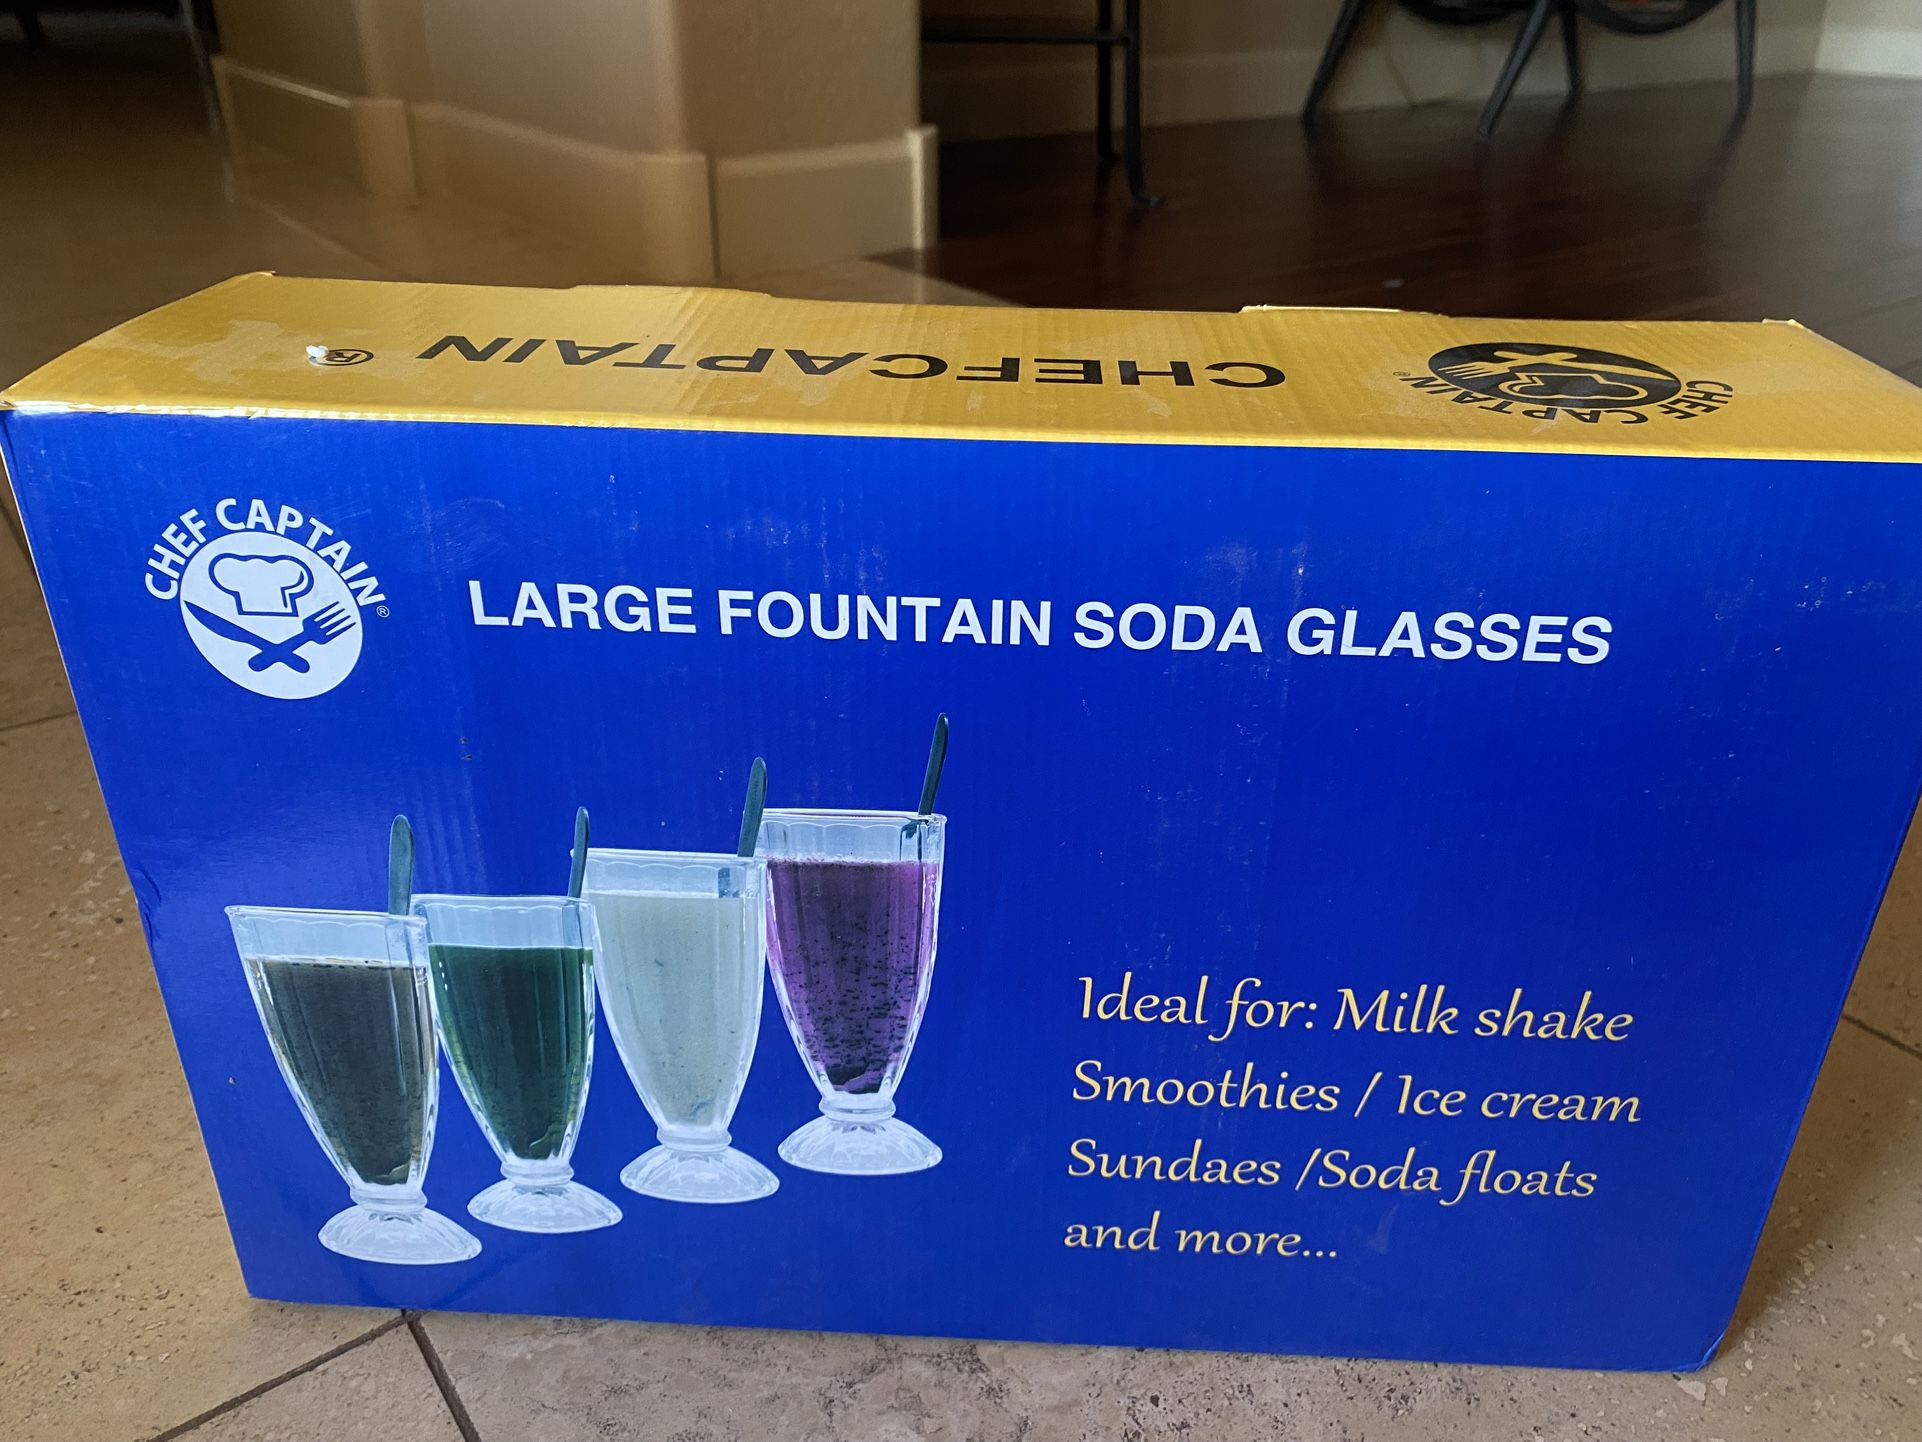 CHEFCAPTAIN ®
CHEF CAPTAIN ®
CHEF CAPTAIN ®
LARGE FOUNTAIN SODA GLASSES
Ideal for: Milk shake
Smoothies / Ice cream
Sundaes /Soda floats
and more...